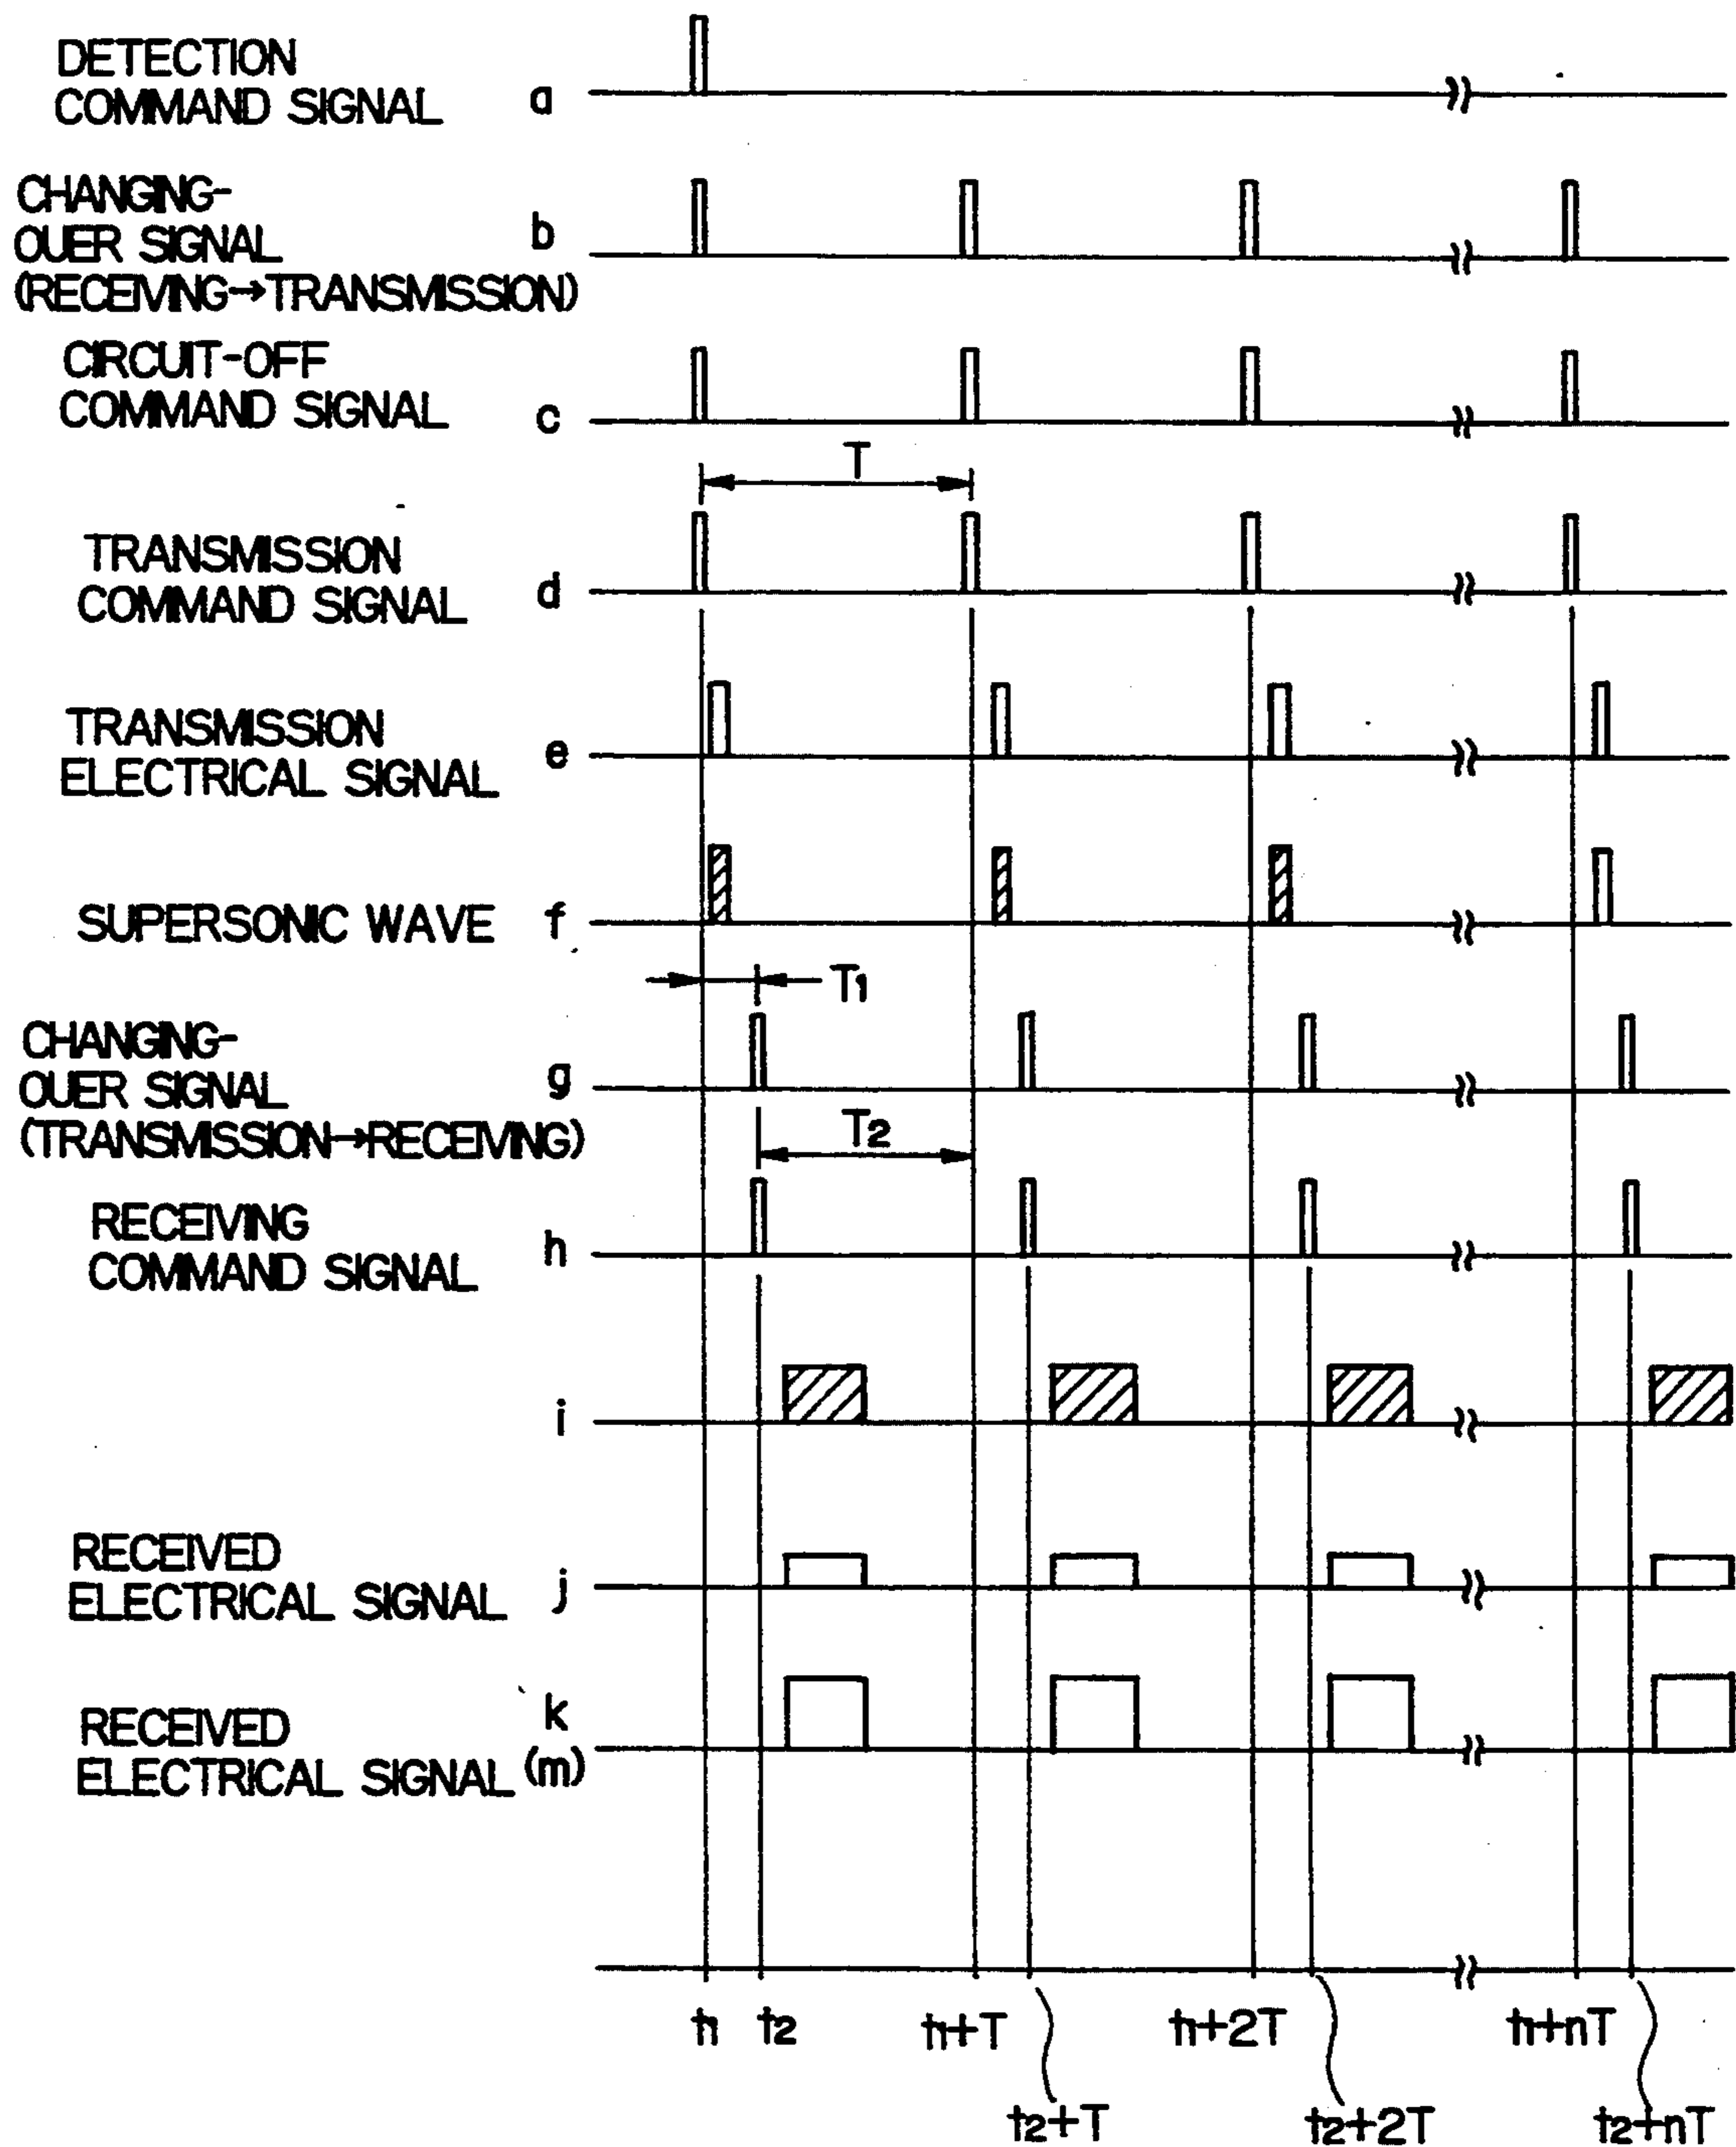 DETECTION
COMMAND SIGNAL a
CHANGING-
OUER SIGNAL b
(RECEIVING→TRANSMISSION)
CIRCUIT-OFF
COMMAND SIGNAL c
T
TRANSMISSION
COMMAND SIGNAL d
TRANSMISSION
ELECTRICAL SIGNAL e
SUPERSONIC WAVE f
T1
CHANGING-
OUER SIGNAL g
(TRANSMISSION→RECEIVING)
T2
RECEIVING
COMMAND SIGNAL h
i
RECEIVED
ELECTRICAL SIGNAL j
RECEIVED k
ELECTRICAL SIGNAL (m)
t1 t2 t1+T t1+2T t1+nT
t2+T t2+2T t2+nT